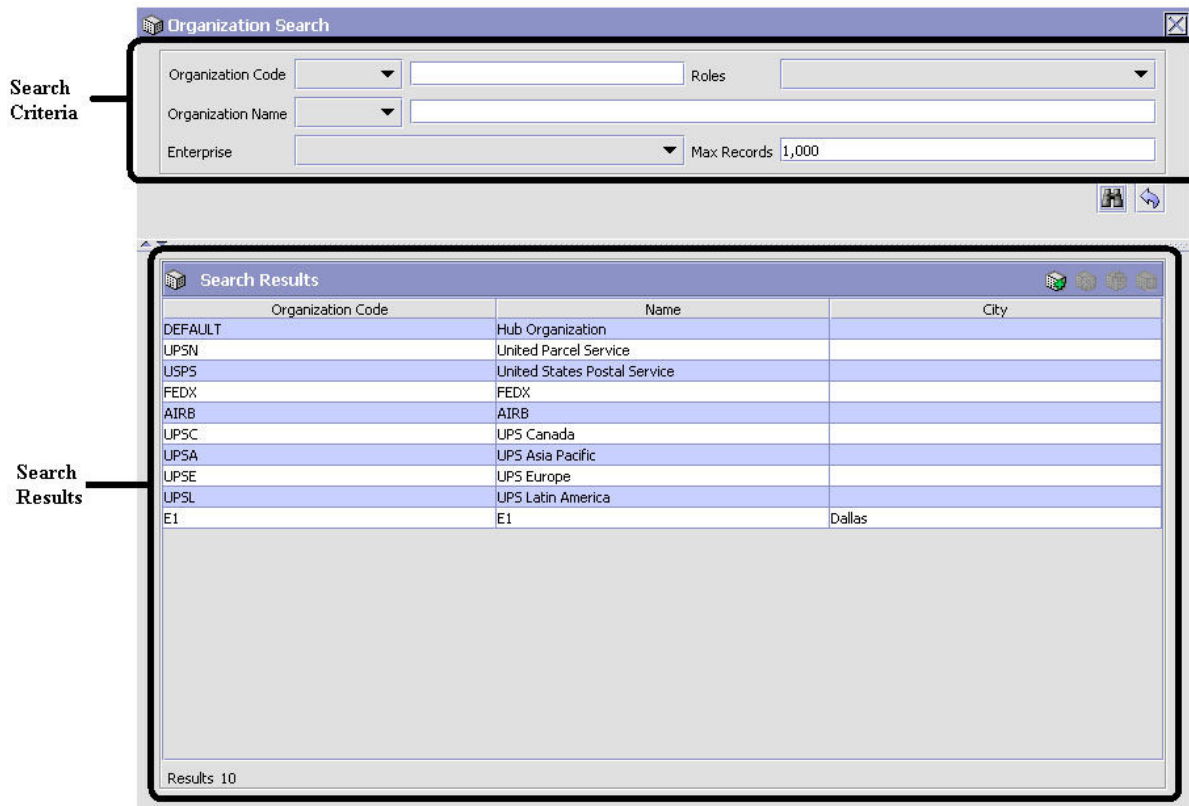 Organization Search
Search
Criteria
Organization Code Roles
Organization Name
Enterprise Max Records 1,000
Search Results
Organization Code Name City
DEFAULT Hub Organization
UPSN United Parcel Service
USPS United States Postal Service
FEDX FEDX
AIRB AIRB
UPSC UPS Canada
UPSA UPS Asia Pacific
UPSE UPS Europe
UPSL UPS Latin America
E1 E1 Dallas
Search
Results
Results 10